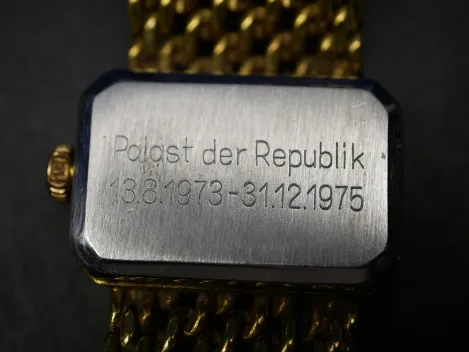 Palast der Republik
13.8.1973-31.12.1975